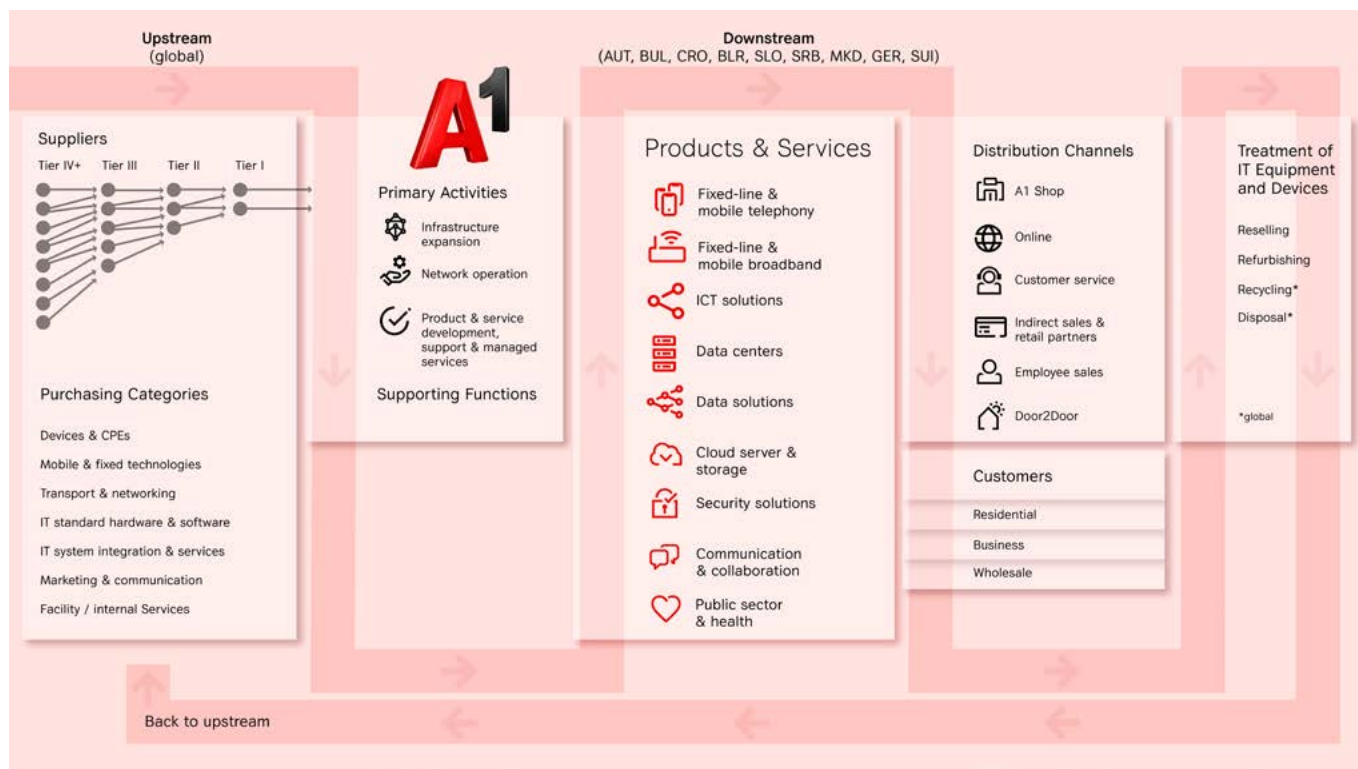 Upstream
(global)
Downstream
(AUT, BUL, CRO, BLR, SLO, SRB, MKD, GER, SUI)
Suppliers
Tier IV+
Tier III
Tier II
Tier I
Purchasing Categories
Devices & CPEs
Mobile & fixed technologies
Transport & networking
IT standard hardware & software
IT system integration & services
Marketing & communication
Facility / internal Services
A1
Primary Activities
Infrastructure
expansion
Network operation
Product & service
development,
support & managed
services
Supporting Functions
Products & Services
Fixed-line &
mobile telephony
Fixed-line &
mobile broadband
ICT solutions
Data centers
Data solutions
Cloud server &
storage
Security solutions
Communication
& collaboration
Public sector
& health
Distribution Channels
A1 Shop
Online
Customer service
Indirect sales &
retail partners
Employee sales
Door2Door
Customers
Residential
Business
Wholesale
Treatment of
IT Equipment
and Devices
Reselling
Refurbishing
Recycling*
Disposal*
*global
Back to upstream